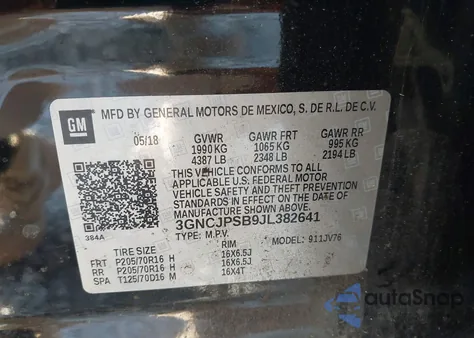 GM
MFD BY GENERAL MOTORS DE MEXICO, S. DE R.L. DE C.V.
05/18 GVWR GAWR FRT GAWR RR
1990 KG 1065 KG 995 KG
4387 LB 2348 LB 2194 LB
THIS VEHICLE CONFORMS TO ALL
APPLICABLE U.S. FEDERAL MOTOR
VEHICLE SAFETY AND THEFT PREVENTION
STANDARDS IN EFFECT ON THE DATE OF
MANUFACTURE SHOWN ABOVE.
3GNCJPSB9JL382641
TYPE: M.P.V.
384A
MODEL: 911JV76
TIRE SIZE RIM
FRT P205/70R16 H 16X6.5J
RR P205/70R16 H 16X6.5J
SPA T125/70D16 M 16X4T
autoSnap